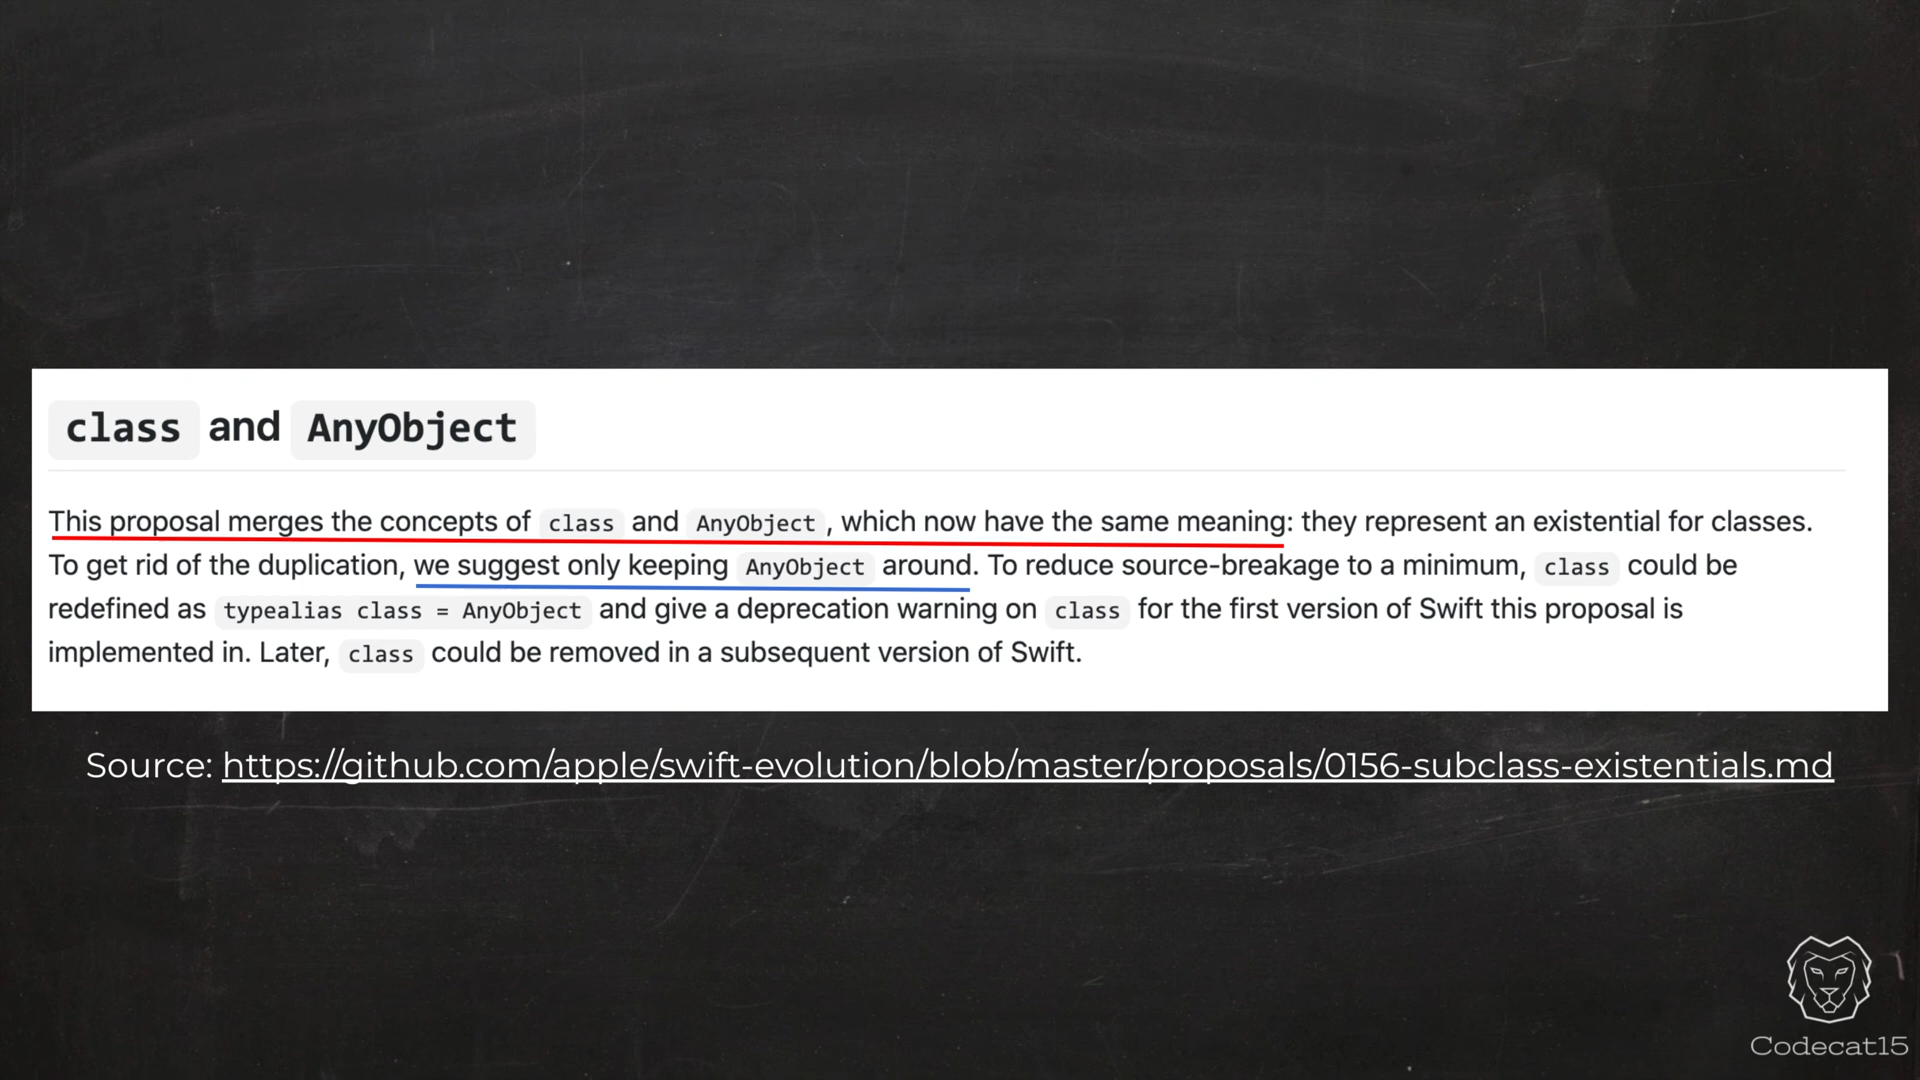 class and AnyObject
This proposal merges the concepts of class and AnyObject, which now have the same meaning: they represent an existential for classes.
To get rid of the duplication, we suggest only keeping AnyObject around. To reduce source-breakage to a minimum, class could be
redefined as typealias class = AnyObject and give a deprecation warning on class for the first version of Swift this proposal is
implemented in. Later, class could be removed in a subsequent version of Swift.
Source: https://github.com/apple/swift-evolution/blob/master/proposals/0156-subclass-existentials.md
Codecat15